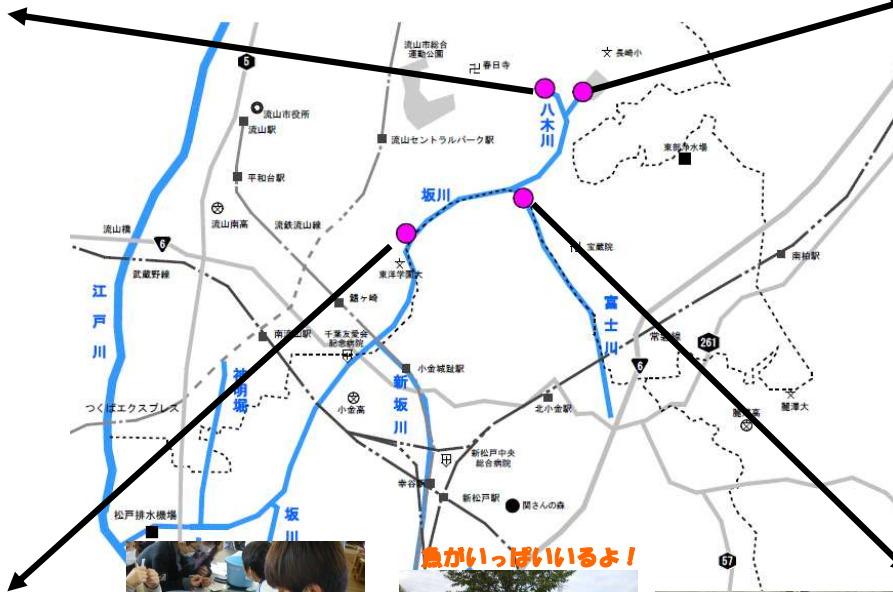 流山市総合
運動公園
春日寺
長崎小
5
流山市役所
流山駅
八木川
流山セントラルパーク駅
東部浄水場
平和台駅
坂川
流山南高
流鉄流山線
流山橋
6
宝蔵院
南柏駅
武蔵野線
東洋学園大
江戸川
鰭ヶ崎
富士川
南流山駅
千葉友愛会
記念病院
常磐線
261
6
小金城趾駅
神明堀
新坂川
つくばエクスプレス
小金高
北小金駅
麗澤高
麗澤大
新松戸中央
総合病院
幸谷駅
新松戸駅
関さんの森
松戸排水機場
坂川
57
魚がいっぱいいるよ!